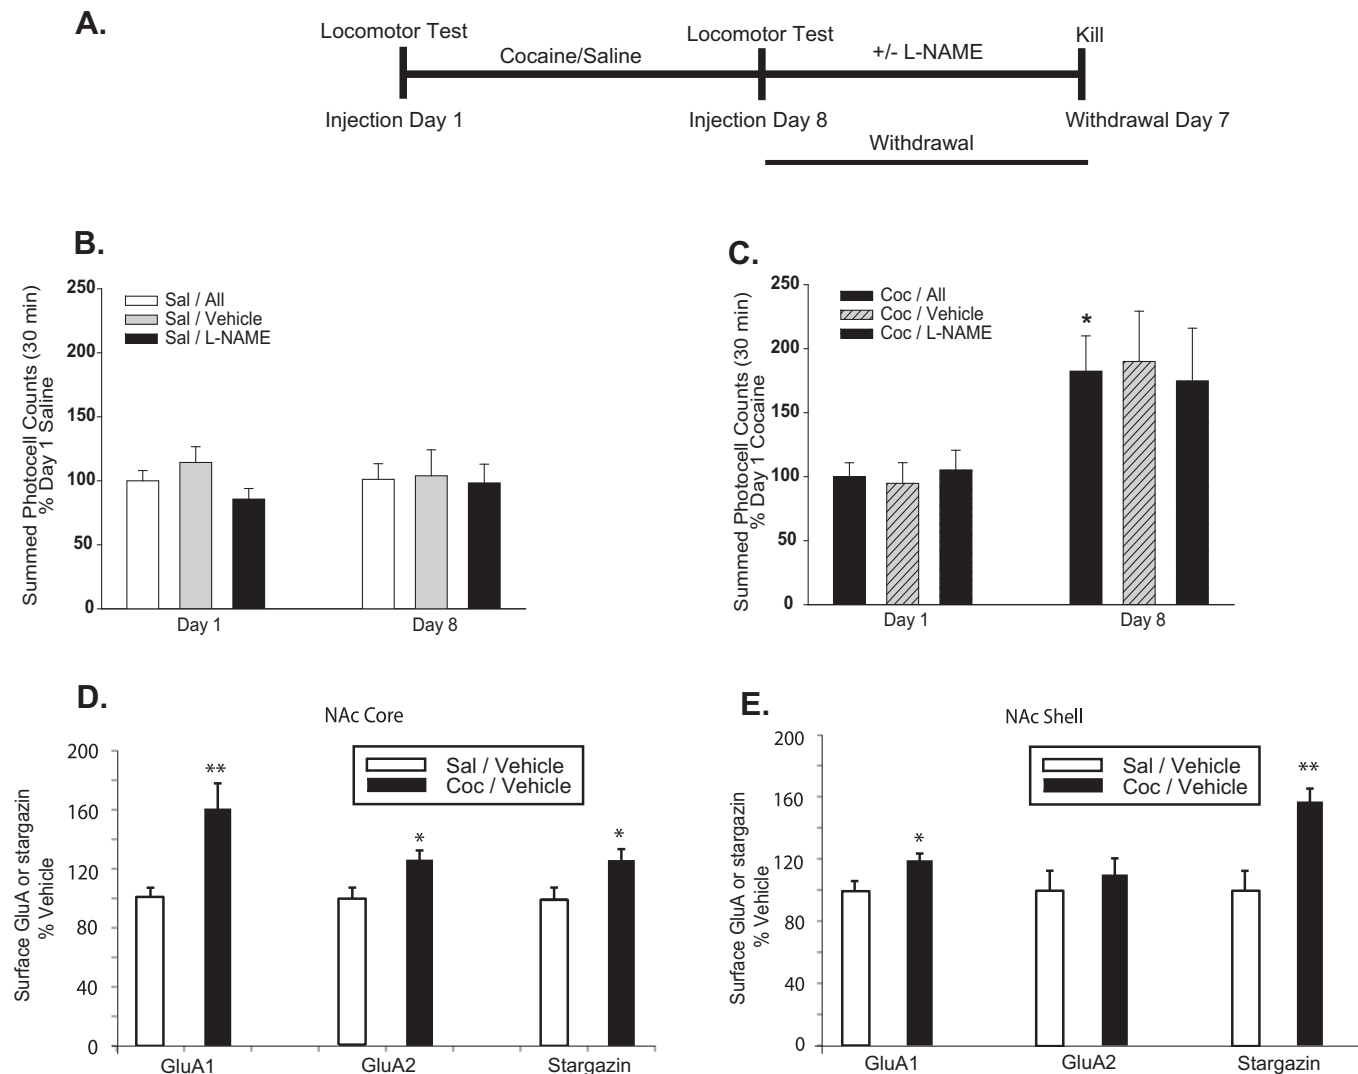 A.
Locomotor Test
Locomotor Test
Kill
Cocaine/Saline
+/- L-NAME
Injection Day 1
Injection Day 8
Withdrawal Day 7
Withdrawal
B.
Summed Photocell Counts (30 min)
% Day 1 Saline
250
200
150
100
50
0
Sal / All
Sal / Vehicle
Sal / L-NAME
Day 1
Day 8
C.
Summed Photocell Counts (30 min)
% Day 1 Cocaine
250
200
150
100
50
0
Coc / All
Coc / Vehicle
Coc / L-NAME
*
Day 1
Day 8
D.
NAc Core
Surface GluA or stargazin
% Vehicle
200
160
120
80
40
0
Sal / Vehicle
Coc / Vehicle
**
*
*
GluA1
GluA2
Stargazin
E.
NAc Shell
Surface GluA or stargazin
% Vehicle
200
160
120
80
40
0
Sal / Vehicle
Coc / Vehicle
*
**
GluA1
GluA2
Stargazin